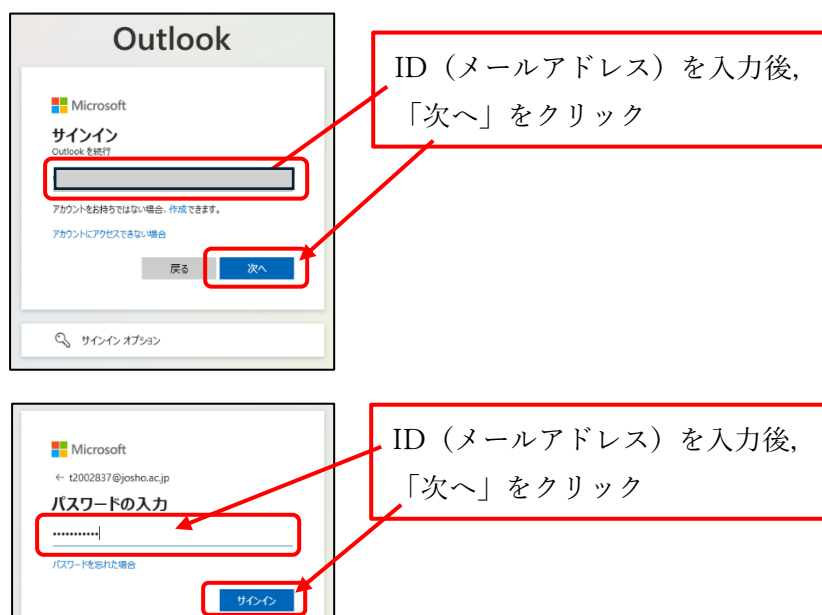 Outlook
Microsoft
サインイン
Outlook を続行
アカウントをお持ちではない場合、作成できます。
アカウントにアクセスできない場合
戻る
次へ
サインイン オプション
ID（メールアドレス）を入力後,
「次へ」をクリック
Microsoft
← t2002837@josho.ac.jp
パスワードの入力
•••••••••••
パスワードを忘れた場合
サインイン
ID（メールアドレス）を入力後,
「次へ」をクリック